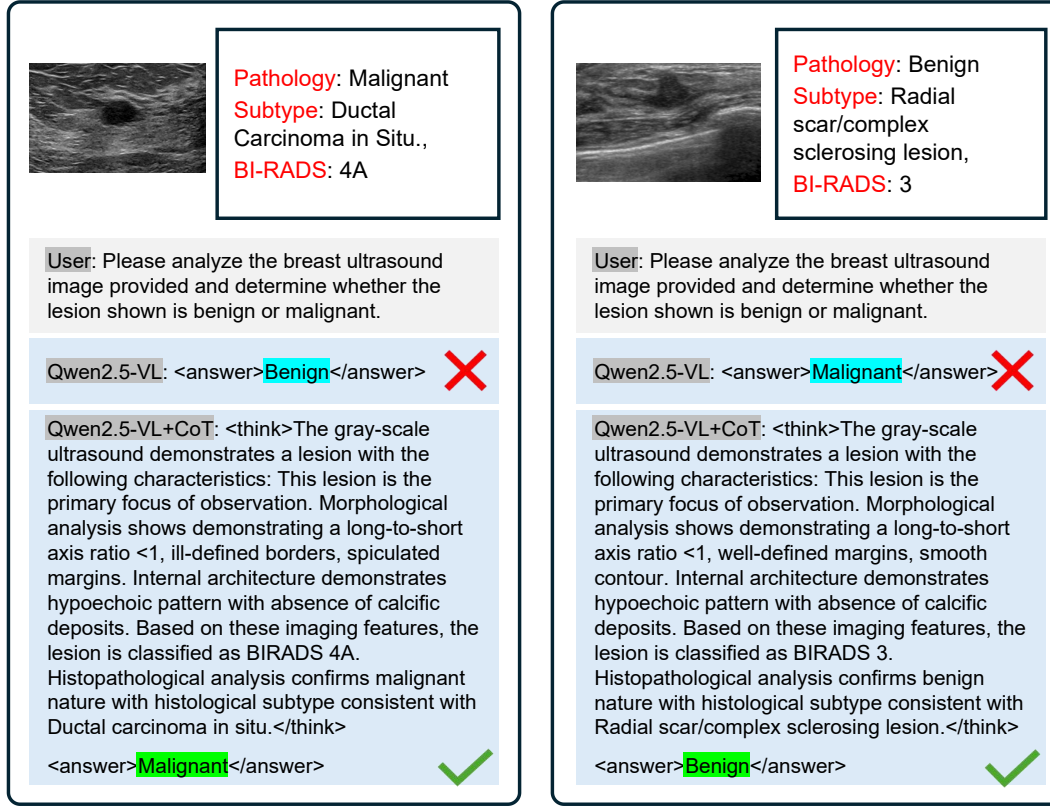 Pathology: Malignant
Subtype: Ductal
Carcinoma in Situ.,
BI-RADS: 4A
User: Please analyze the breast ultrasound
image provided and determine whether the
lesion shown is benign or malignant.
Qwen2.5-VL: <answer>Benign</answer>
Qwen2.5-VL+CoT: <think>The gray-scale
ultrasound demonstrates a lesion with the
following characteristics: This lesion is the
primary focus of observation. Morphological
analysis shows demonstrating a long-to-short
axis ratio <1, ill-defined borders, spiculated
margins. Internal architecture demonstrates
hypoechoic pattern with absence of calcific
deposits. Based on these imaging features, the
lesion is classified as BIRADS 4A.
Histopathological analysis confirms malignant
nature with histological subtype consistent with
Ductal carcinoma in situ.</think>
<answer>Malignant</answer>
Pathology: Benign
Subtype: Radial
scar/complex
sclerosing lesion,
BI-RADS: 3
User: Please analyze the breast ultrasound
image provided and determine whether the
lesion shown is benign or malignant.
Qwen2.5-VL: <answer>Malignant</answer>
Qwen2.5-VL+CoT: <think>The gray-scale
ultrasound demonstrates a lesion with the
following characteristics: This lesion is the
primary focus of observation. Morphological
analysis shows demonstrating a long-to-short
axis ratio <1, well-defined margins, smooth
contour. Internal architecture demonstrates
hypoechoic pattern with absence of calcific
deposits. Based on these imaging features, the
lesion is classified as BIRADS 3.
Histopathological analysis confirms benign
nature with histological subtype consistent with
Radial scar/complex sclerosing lesion.</think>
<answer>Benign</answer>